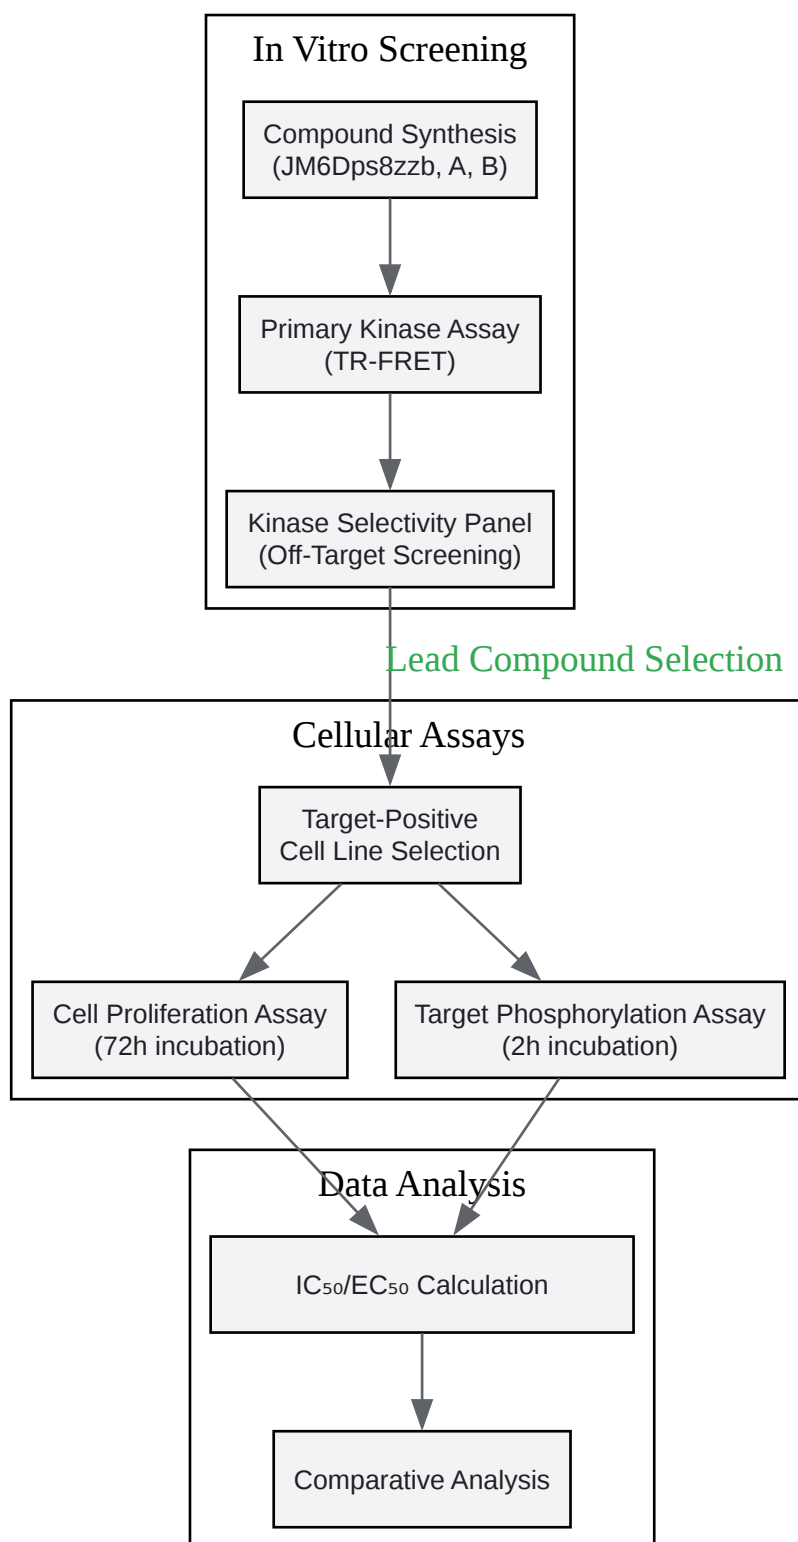 In Vitro Screening
Compound Synthesis
(JM6Dps8zzb, A, B)
Primary Kinase Assay
(TR-FRET)
Kinase Selectivity Panel
(Off-Target Screening)
Lead Compound Selection
Cellular Assays
Target-Positive
Cell Line Selection
Cell Proliferation Assay
(72h incubation)
Target Phosphorylation Assay
(2h incubation)
Data Analysis
IC₅₀/EC₅₀ Calculation
Comparative Analysis